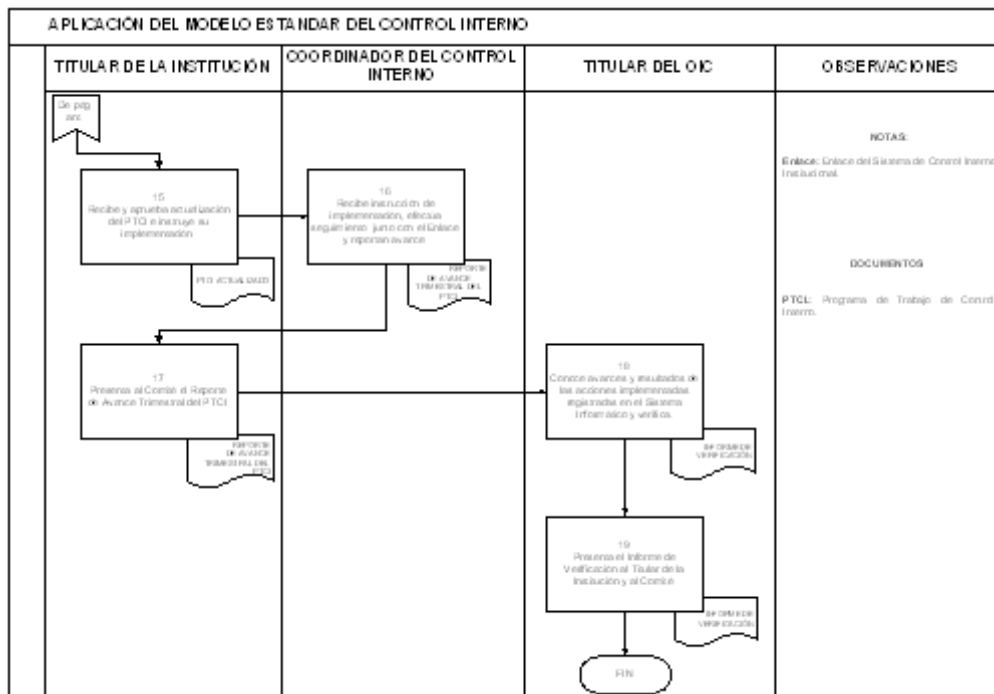 APLICACIÓN DEL MODELO ESTANDAR DEL CONTROL INTERNO
TITULAR DE LA INSTITUCIÓN
COORDINADOR DEL CONTROL
INTERNO
TITULAR DEL OIC
OBSERVACIONES
De pág.
ant.
15
Recibe y aprueba actualización
del PTCI e instruye su
implementación
PTCI ACTUALIZADO
16
Recibe instrucción de
implementación, efectúa
seguimiento junto con el Enlace
y reportan avance
REPORTE
DE AVANCE
TRIMESTRAL DEL
PTCI
17
Presenta al Comité el Reporte
de Avance Trimestral del PTCI
REPORTE
DE AVANCE
TRIMESTRAL DEL
PTCI
18
Conoce avances y resultados de
las acciones implementadas
registradas en el Sistema
Informático y verifica.
INFORME DE
VERIFICACIÓN
19
Presenta el Informe de
Verificación al Titular de la
Institución y al Comité
INFORME DE
VERIFICACIÓN
FIN
NOTAS:
Enlace: Enlace del Sistema de Control Interno
Institucional.
DOCUMENTOS
PTCI: Programa de Trabajo de Control
Interno.